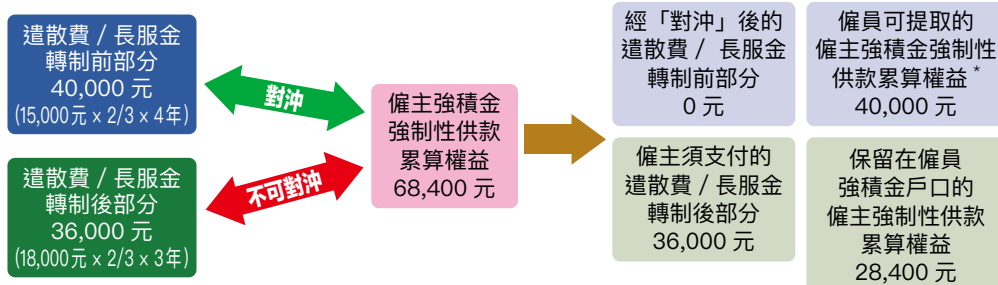 遣散費 / 長服金
轉制前部分
40,000 元
(15,000元 x 2/3 x 4年)
對沖
遣散費 / 長服金
轉制後部分
36,000 元
(18,000元 x 2/3 x 3年)
不可對沖
僱主強積金
強制性供款
累算權益
68,400 元
經「對沖」後的
遣散費 / 長服金
轉制前部分
0 元
僱員可提取的
僱主強積金強制性
供款累算權益 *
40,000 元
僱主須支付的
遣散費 / 長服金
轉制後部分
36,000 元
保留在僱員
強積金戶口的
僱主強制性供款
累算權益
28,400 元